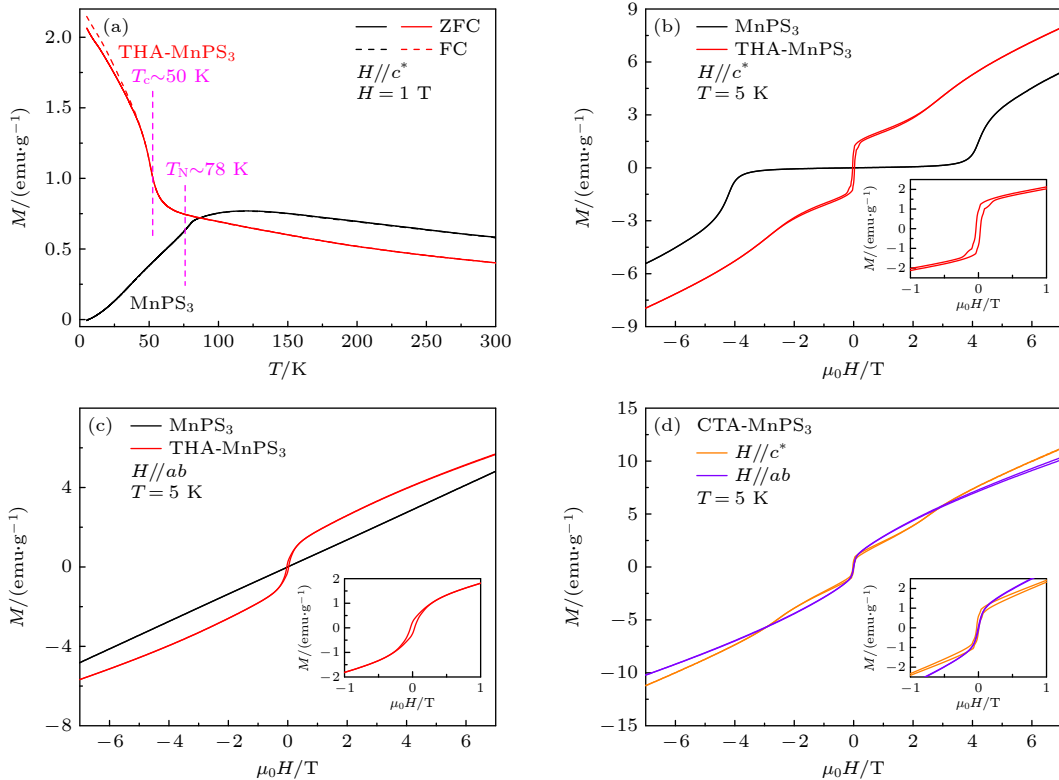 (a)
ZFC
FC
THA-MnPS₃
T_c~50 K
H//c*
H=1 T
T_N~78 K
MnPS₃
M/(emu·g⁻¹)
2.0
1.5
1.0
0.5
0
0 50 100 150 200 250 300
T/K
(b)
MnPS₃
THA-MnPS₃
H//c*
T=5 K
M/(emu·g⁻¹)
9
6
3
0
-3
-6
-9
-6 -4 -2 0 2 4 6
μ₀H/T
M/(emu·g⁻¹)
2
1
0
-1
-2
-1 0 1
μ₀H/T
(c)
MnPS₃
THA-MnPS₃
H//ab
T=5 K
M/(emu·g⁻¹)
4
0
-4
-8
-6 -4 -2 0 2 4 6
μ₀H/T
M/(emu·g⁻¹)
2
1
0
-1
-2
-1 0 1
μ₀H/T
(d) CTA-MnPS₃
H//c*
H//ab
T=5 K
M/(emu·g⁻¹)
15
10
5
0
-5
-10
-15
-6 -4 -2 0 2 4 6
μ₀H/T
M/(emu·g⁻¹)
2
1
0
-1
-2
-1 0 1
μ₀H/T